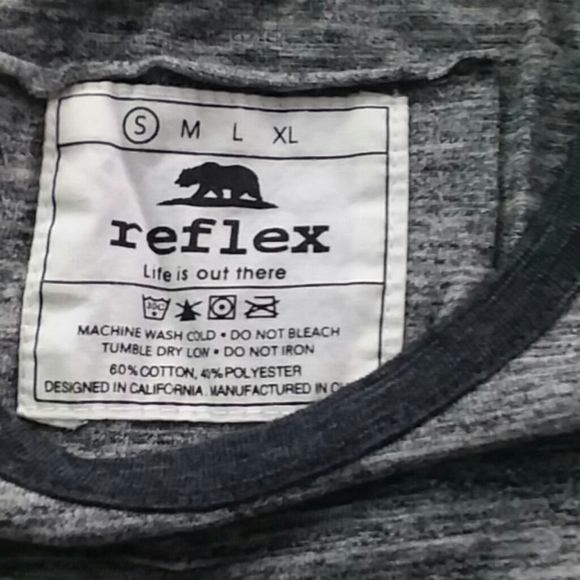 S M L XL
reflex
Life is out there
30C
MACHINE WASH COLD • DO NOT BLEACH
TUMBLE DRY LOW • DO NOT IRON
60% COTTON, 40% POLYESTER
DESIGNED IN CALIFORNIA. MANUFACTURED IN